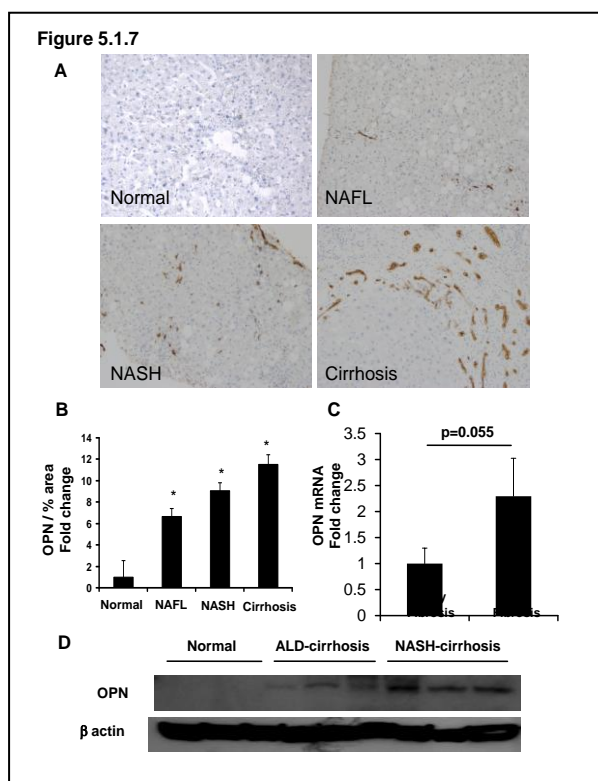 Figure 5.1.7
A
Normal
NAFL
NASH
Cirrhosis
B
OPN / % area
Fold change
14
12
10
8
6
4
2
0
*
*
*
Normal NAFL NASH Cirrhosis
C
OPN mRNA
Fold change
3.5
3
2.5
2
1.5
1
0.5
0
p=0.055
Fibrosis Fibrosis
D
Normal ALD-cirrhosis NASH-cirrhosis
OPN
β actin